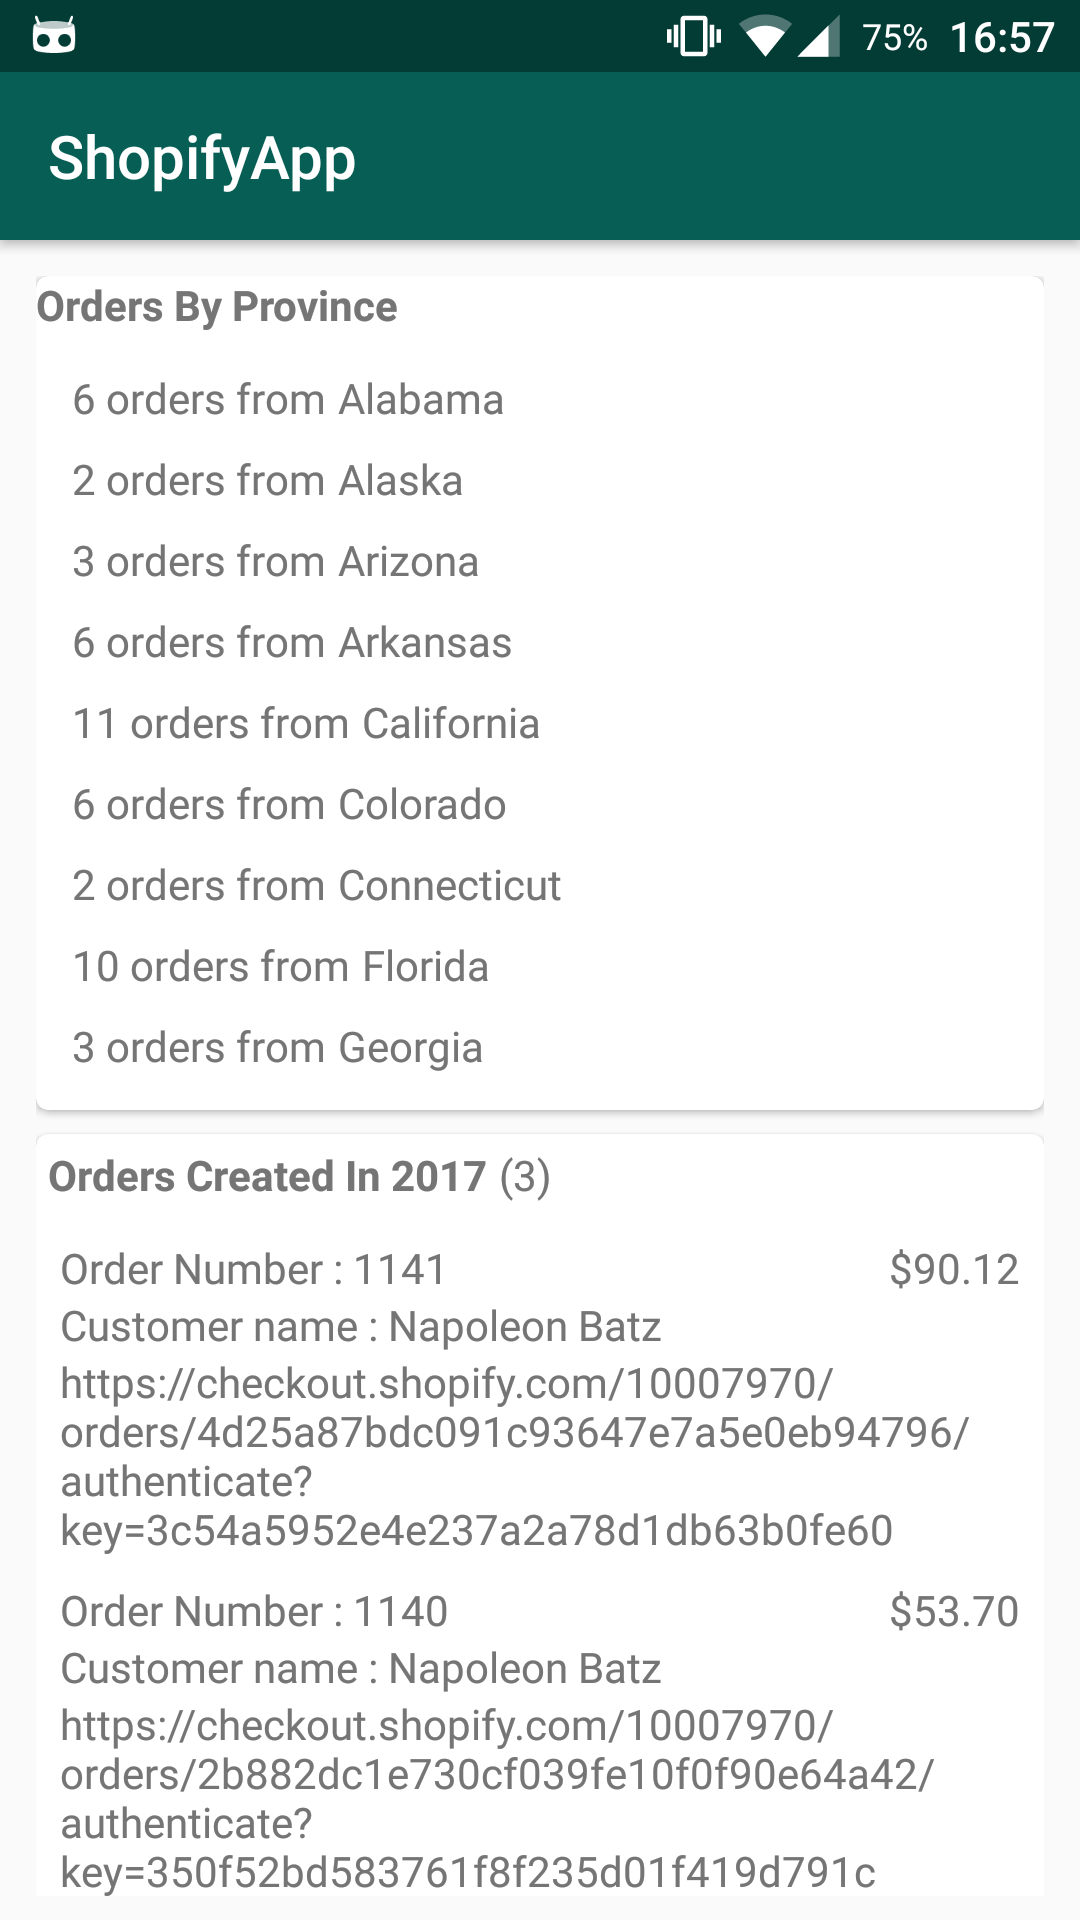 75% 16:57
ShopifyApp
Orders By Province
6 orders from Alabama
2 orders from Alaska
3 orders from Arizona
6 orders from Arkansas
11 orders from California
6 orders from Colorado
2 orders from Connecticut
10 orders from Florida
3 orders from Georgia
Orders Created In 2017 (3)
Order Number : 1141 $90.12
Customer name : Napoleon Batz
https://checkout.shopify.com/10007970/
orders/4d25a87bdc091c93647e7a5e0eb94796/
authenticate?
key=3c54a5952e4e237a2a78d1db63b0fe60
Order Number : 1140 $53.70
Customer name : Napoleon Batz
https://checkout.shopify.com/10007970/
orders/2b882dc1e730cf039fe10f0f90e64a42/
authenticate?
key=350f52bd583761f8f235d01f419d791c